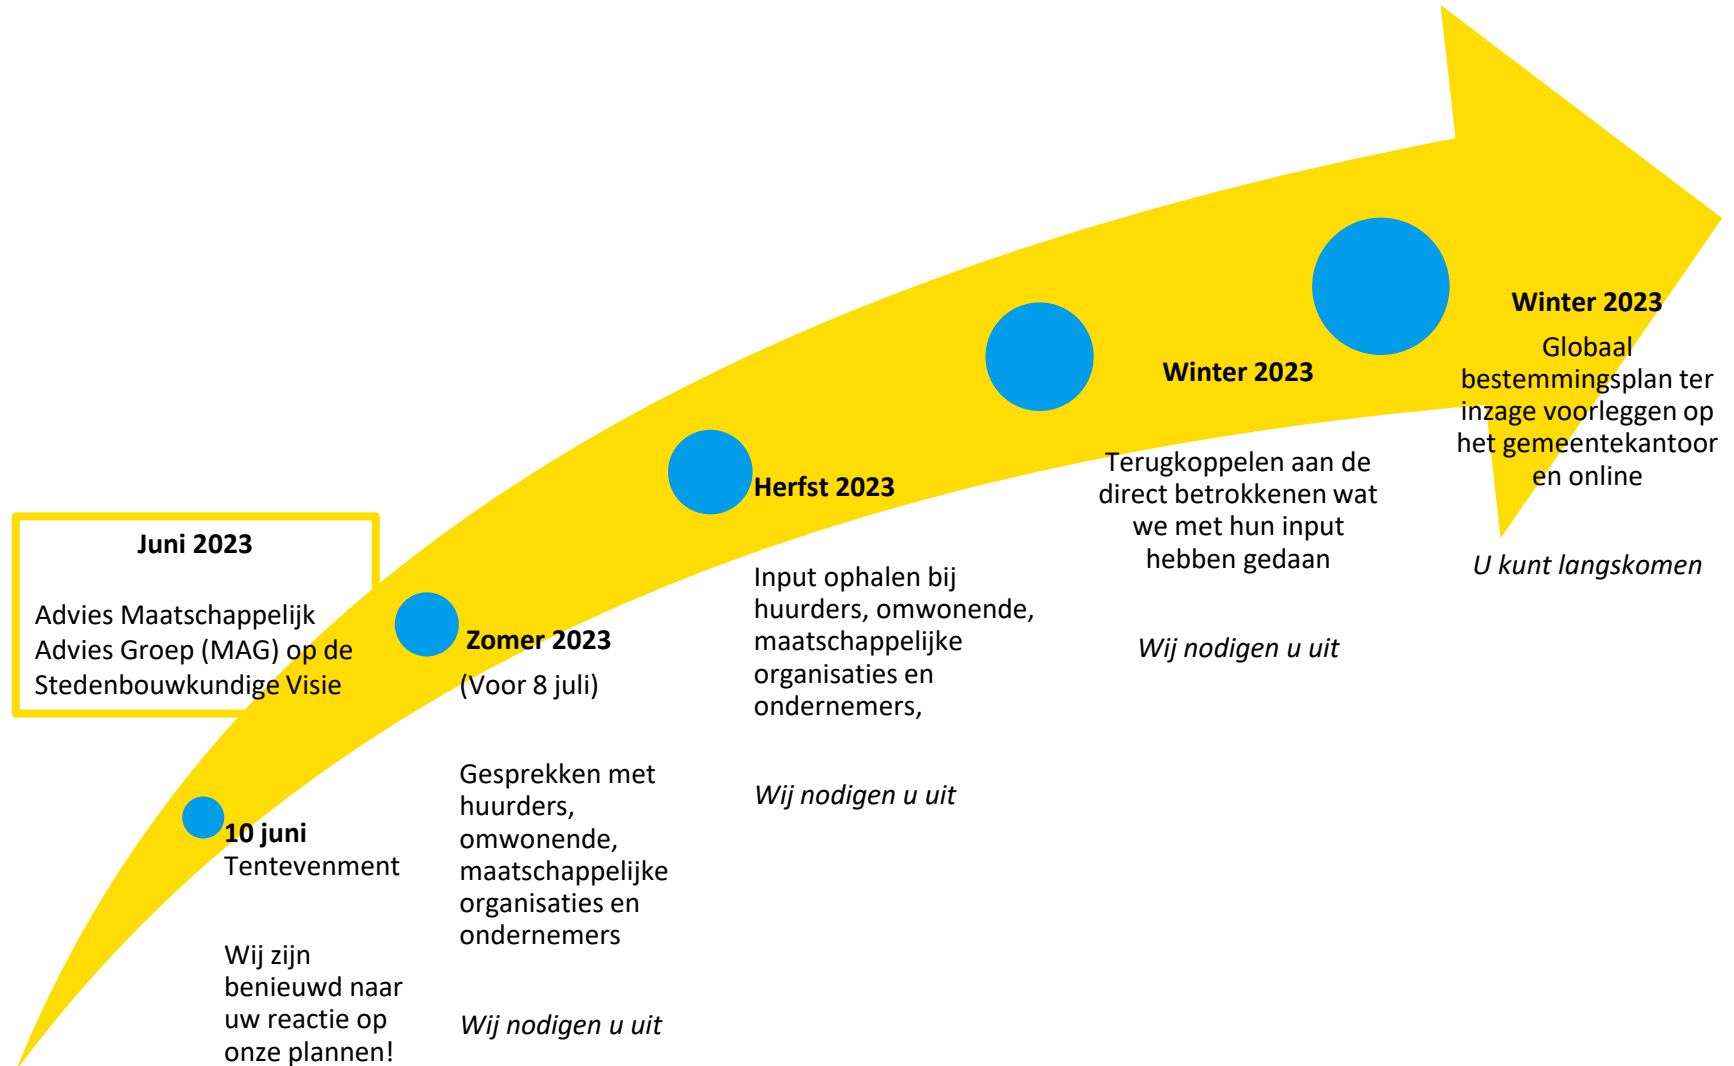 Juni 2023
Advies Maatschappelijk
Advies Groep (MAG) op de
Stedenbouwkundige Visie
10 juni
Tentevenment
Wij zijn
benieuwd naar
uw reactie op
onze plannen!
Zomer 2023
(Voor 8 juli)
Gesprekken met
huurders,
omwonende,
maatschappelijke
organisaties en
ondernemers
Wij nodigen u uit
Herfst 2023
Input ophalen bij
huurders, omwonende,
maatschappelijke
organisaties en
ondernemers,
Wij nodigen u uit
Winter 2023
Terugkoppelen aan de
direct betrokkenen wat
we met hun input
hebben gedaan
Wij nodigen u uit
Winter 2023
Globaal
bestemmingsplan ter
inzage voorleggen op
het gemeentekantoor
en online
U kunt langskomen